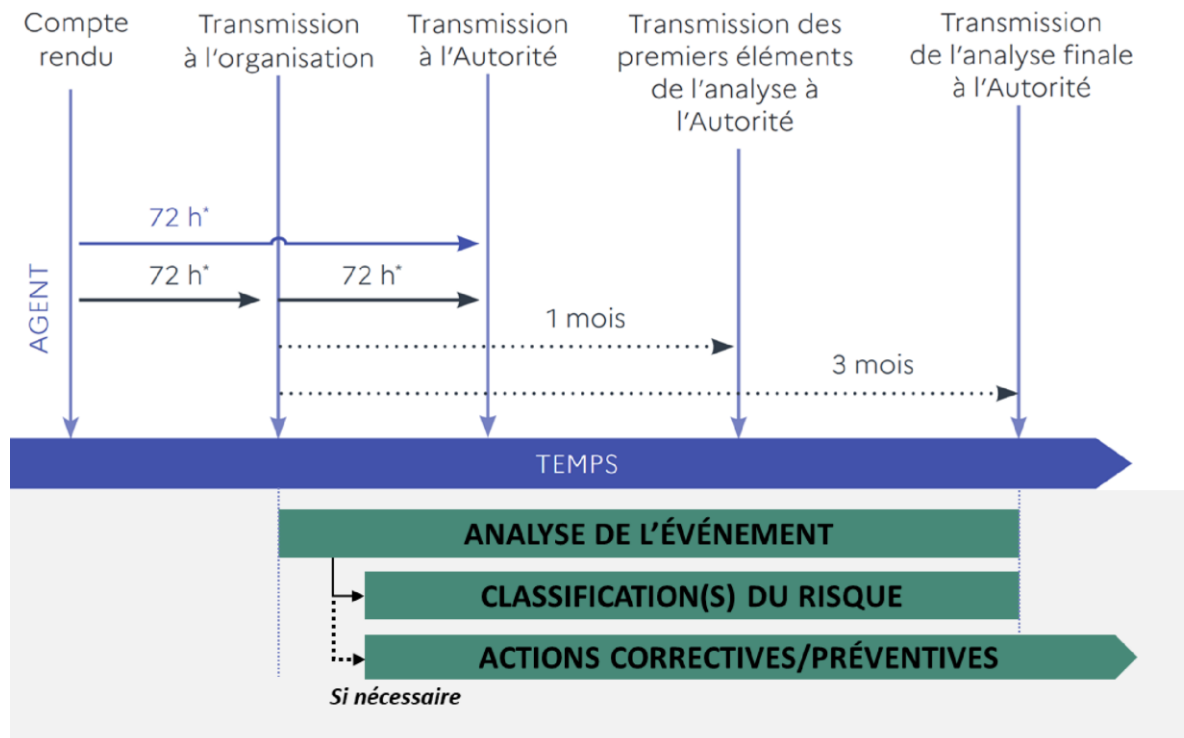 Compte
rendu
Transmission
à l'organisation
Transmission
à l'Autorité
Transmission des
premiers éléments
de l'analyse à
l'Autorité
Transmission
de l'analyse finale
à l'Autorité
72 h*
72 h*
72 h*
1 mois
3 mois
AGENT
TEMPS
ANALYSE DE L'ÉVÉNEMENT
CLASSIFICATION(S) DU RISQUE
ACTIONS CORRECTIVES/PRÉVENTIVES
Si nécessaire